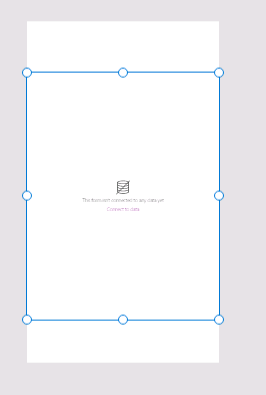 This form isn't connected to any data yet.
Connect to data